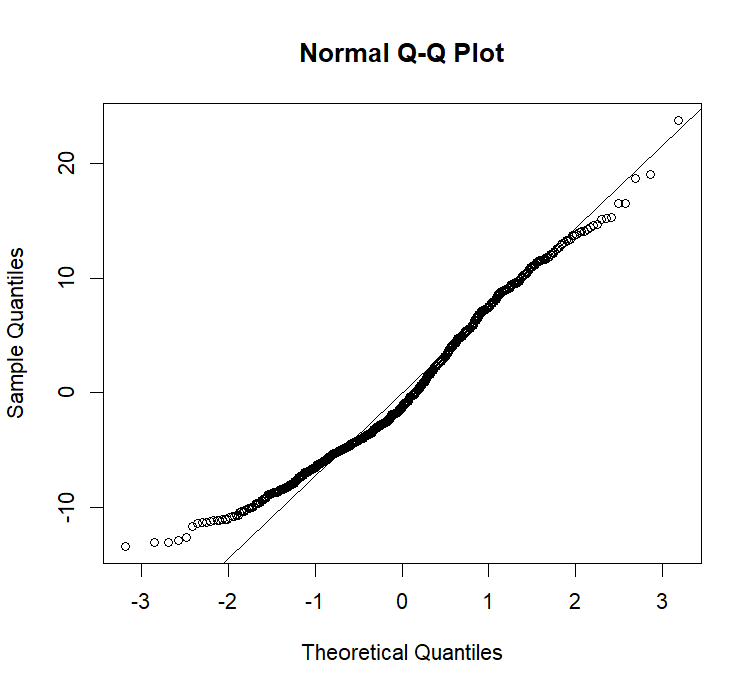 Normal Q-Q Plot
Sample Quantiles
20
10
0
-10
-3 -2 -1 0 1 2 3
Theoretical Quantiles